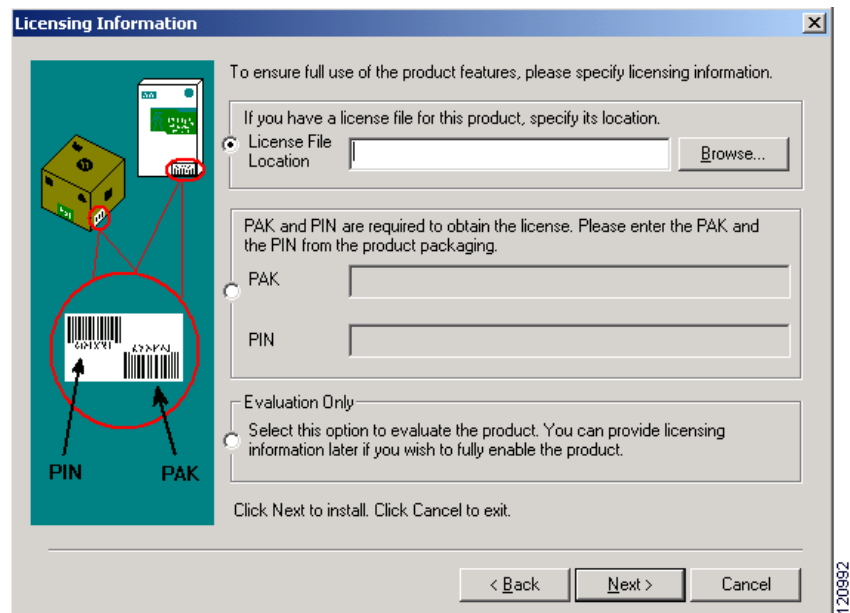 Licensing Information
To ensure full use of the product features, please specify licensing information.
If you have a license file for this product, specify its location.
License File
Location
Browse...
PAK and PIN are required to obtain the license. Please enter the PAK and
the PIN from the product packaging.
PAK
PIN
Evaluation Only
Select this option to evaluate the product. You can provide licensing
information later if you wish to fully enable the product.
PIN
PAK
Click Next to install. Click Cancel to exit.
< Back
Next >
Cancel
120992